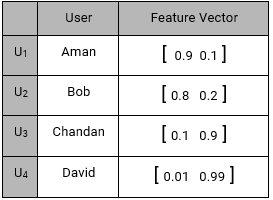 User Feature Vector
U1 Aman [ 0.9 0.1 ]
U2 Bob [ 0.8 0.2 ]
U3 Chandan [ 0.1 0.9 ]
U4 David [ 0.01 0.99 ]